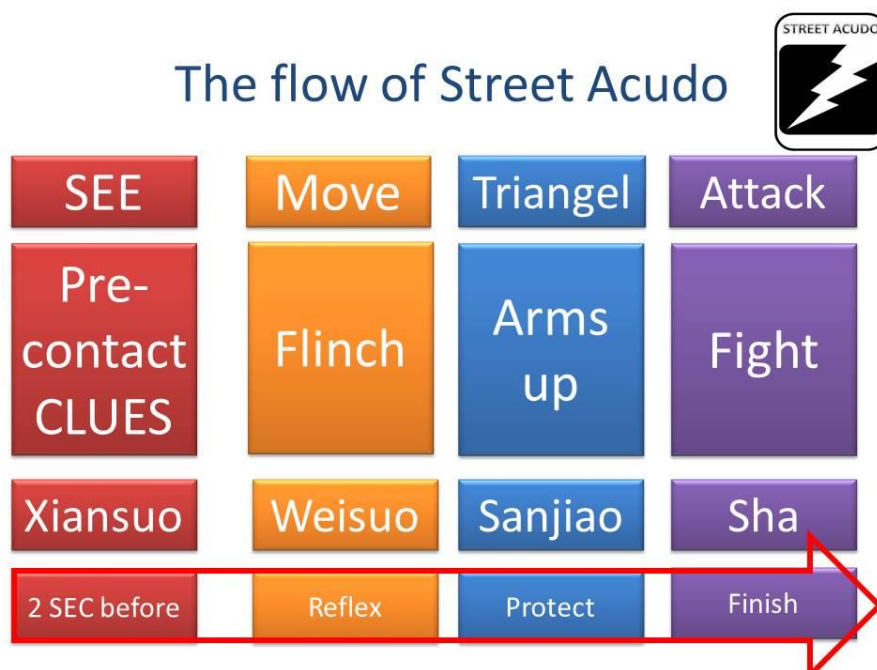 STREET ACUDO
The flow of Street Acudo
SEE
Move
Triangel
Attack
Pre-
contact
CLUES
Flinch
Arms
up
Fight
Xiansuo
Weisuo
Sanjiao
Sha
2 SEC before
Reflex
Protect
Finish